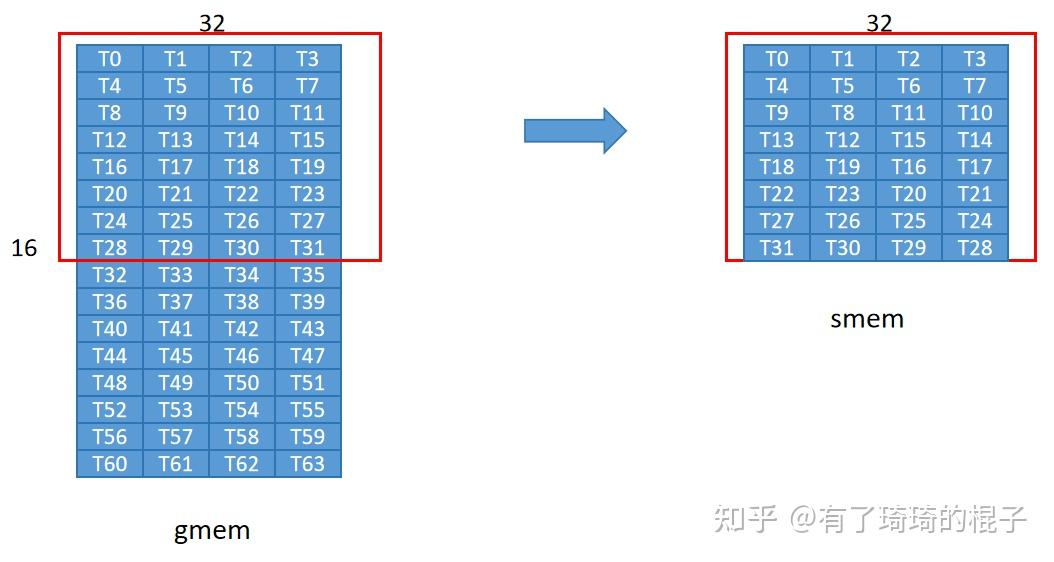 32 32
T0 T1 T2 T3 T0 T1 T2 T3
T4 T5 T6 T7 T4 T5 T6 T7
T8 T9 T10 T11 T9 T8 T11 T10
T12 T13 T14 T15 T13 T12 T15 T14
T16 T17 T18 T19 T18 T19 T16 T17
T20 T21 T22 T23 T22 T23 T20 T21
T24 T25 T26 T27 T27 T26 T25 T24
16 T28 T29 T30 T31 T31 T30 T29 T28
T32 T33 T34 T35
T36 T37 T38 T39
smem
T40 T41 T42 T43
T44 T45 T46 T47
T48 T49 T50 T51
T52 T53 T54 T55
T56 T57 T58 T59
T60 T61 T62 T63
gmem
知乎 @有了琦琦的棍子